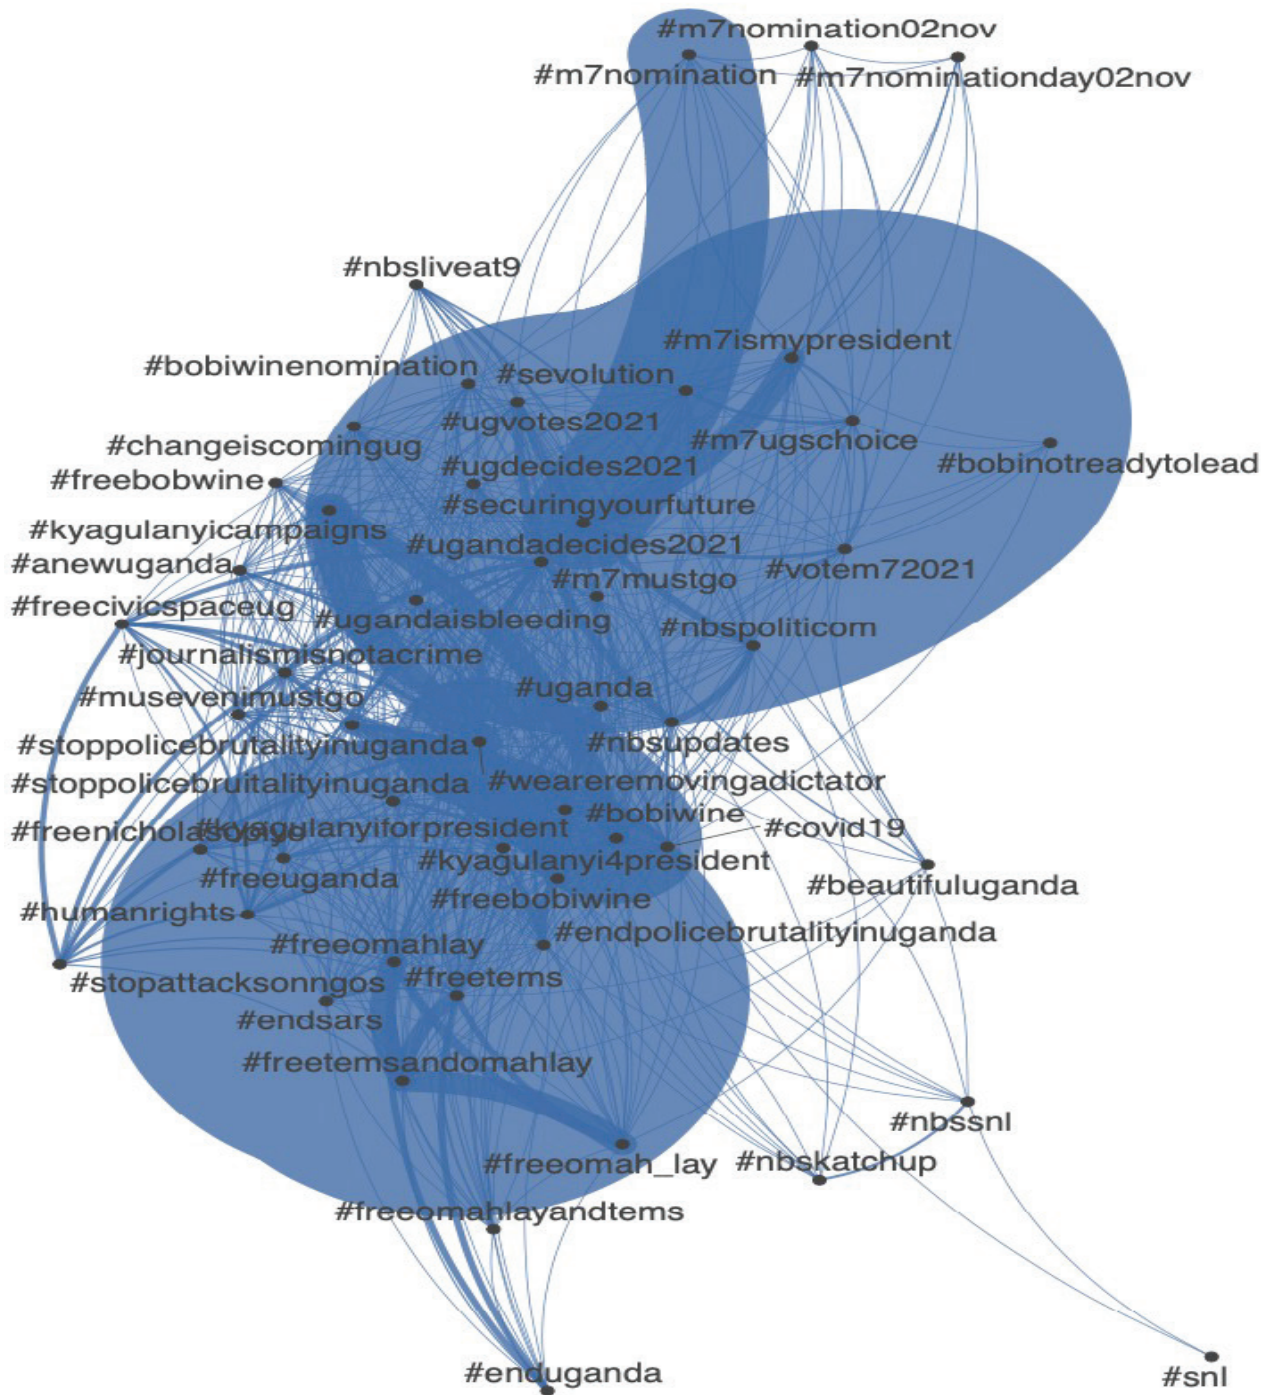 #m7nomination02nov
#m7nomination
#m7nominationday02nov
#nbsliveat9
#m7ismypresident
#bobiwinenomination
#sevolution
#ugvotes2021
#m7ugschoice
#changeiscomingug
#bobinotreadytolead
#ugdecides2021
#freebobwine
#securingyourfuture
#kyagulanyicampaigns
#ugandadecides2021
#anewuganda
#votem72021
#m7mustgo
#freecivicspaceug
#ugandaisbleeding
#nbspoliticom
#journalismisnotacrime
#uganda
#musevenimustgo
#stoppolicebrutalityinuganda
#nbsupdates
#weareremovingadictator
#stoppolicebruitalityinuganda
#bobiwine
#covid19
#kyagulanyiforpresident
#kyagulanyi4president
#freeuganda
#beautifuluganda
#freebobiwine
#humanrights
#endpolicebrutalityinuganda
#freeomahlay
#freetems
#stopattacksonngos
#endsars
#freetemsandomahlay
#nbssnl
#freeomah_lay
#nbskatchup
#freeomahlayandtems
#enduganda
#snl